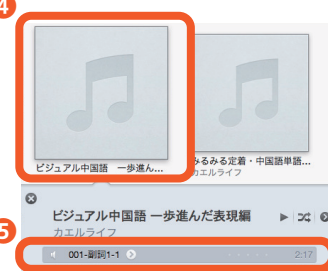 4
ビジュアル中国語　一歩進ん...
みるみる定着・中国語単語...
カエルライフ
ビジュアル中国語 一歩進んだ表現編
カエルライフ
5
001-副詞1-1
2:17